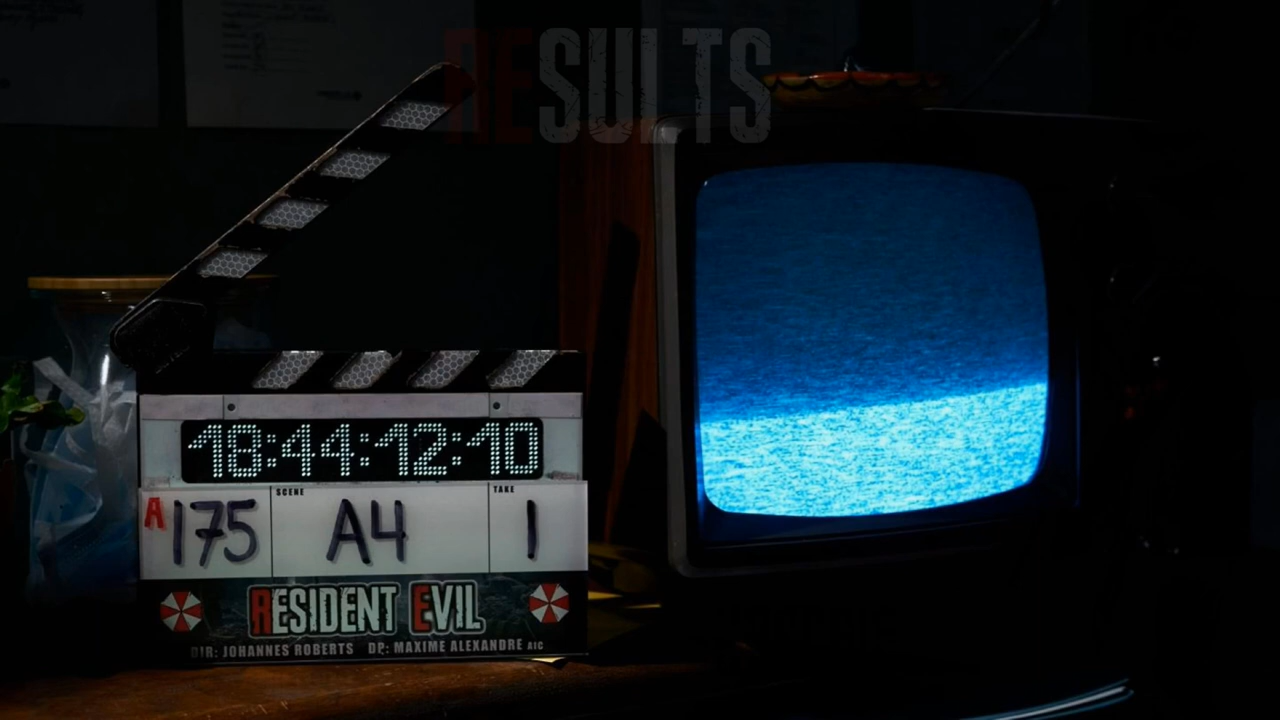 RESULTS
18:44:12:10
SCENE
TAKE
A 175
A4
1
RESIDENT EVIL
DIR: JOHANNES ROBERTS DP: MAXIME ALEXANDRE AIC